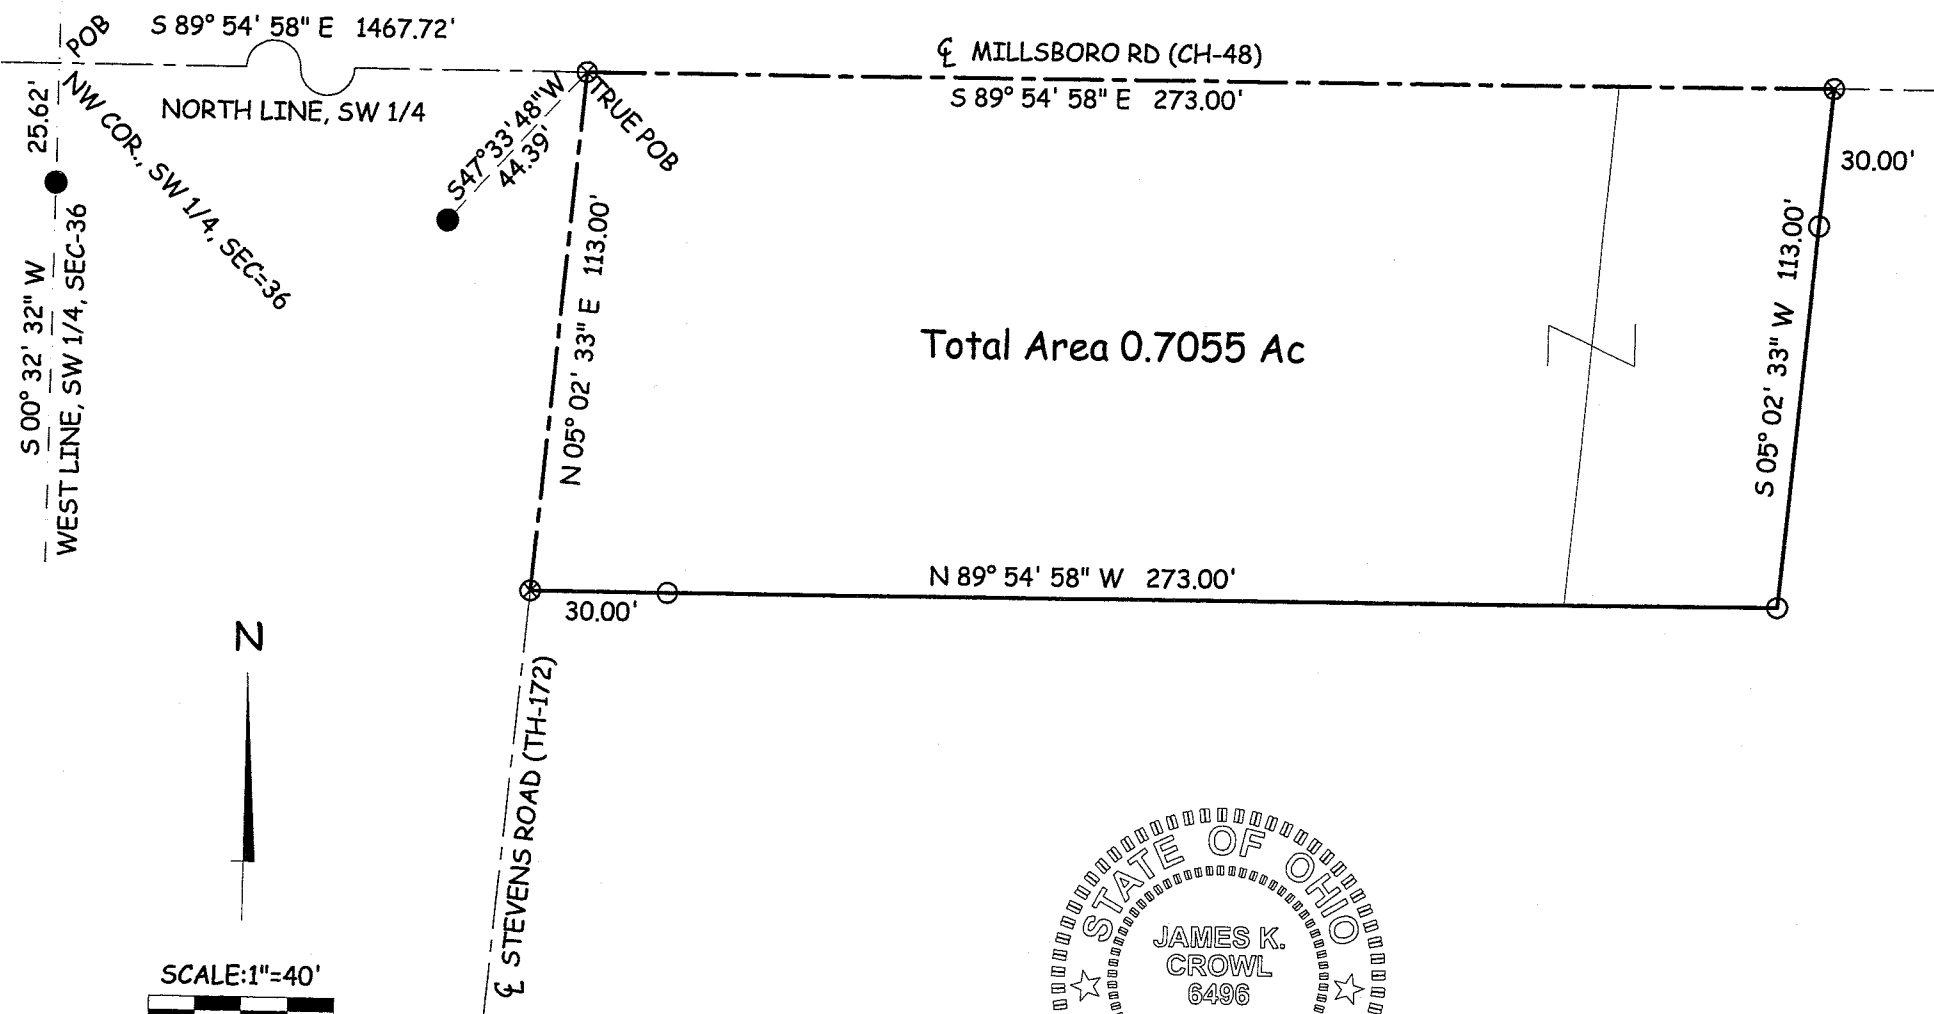 POB
S 89° 54' 58" E 1467.72'
℄ MILLSBORO RD (CH-48)
S 89° 54' 58" E 273.00'
NORTH LINE, SW 1/4
25.62'
NW COR., SW 1/4, SEC=36
S47°33'48"W
44.39'
TRUE POB
30.00'
S 00° 32' 32" W
WEST LINE, SW 1/4, SEC-36
N 05° 02' 33" E 113.00'
Total Area 0.7055 Ac
Z
S 05° 02' 33" W 113.00'
N 89° 54' 58" W 273.00'
30.00'
N
℄ STEVENS ROAD (TH-172)
SCALE:1"=40'
STATE OF OHIO
JAMES K.
CROWL
6496